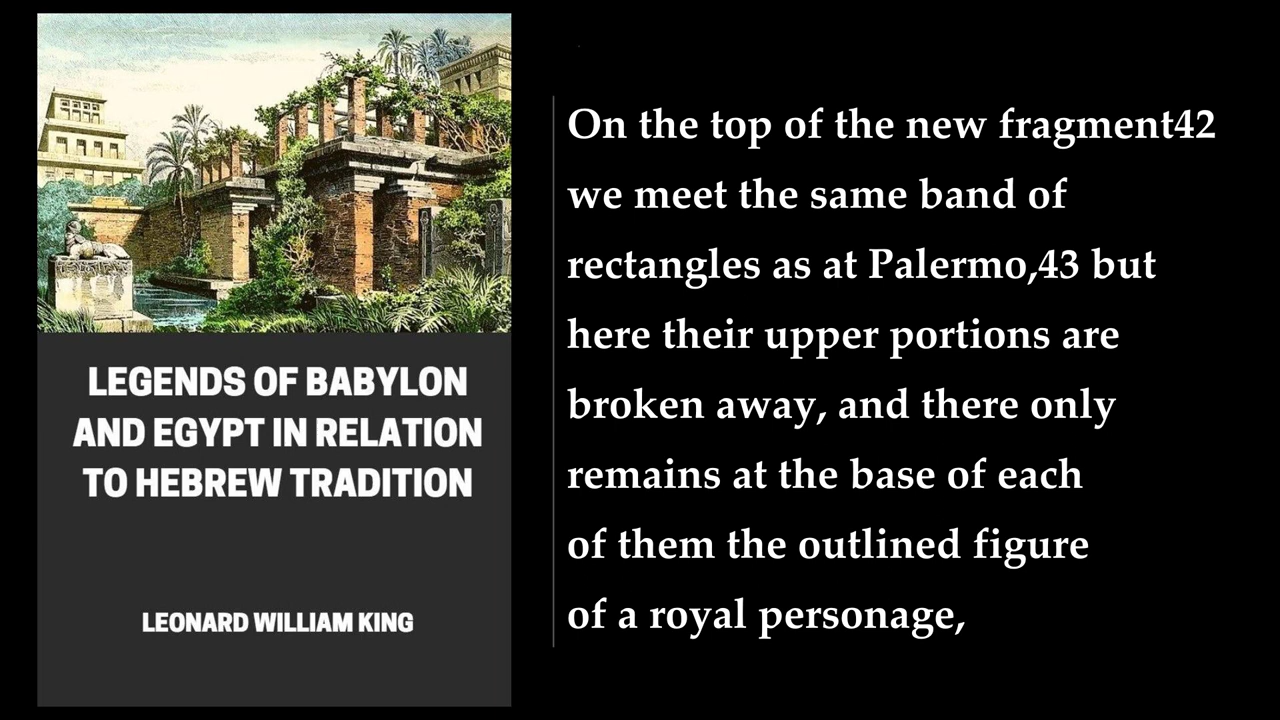 LEGENDS OF BABYLON
AND EGYPT IN RELATION
TO HEBREW TRADITION
LEONARD WILLIAM KING
On the top of the new fragment42
we meet the same band of
rectangles as at Palermo,43 but
here their upper portions are
broken away, and there only
remains at the base of each
of them the outlined figure
of a royal personage,